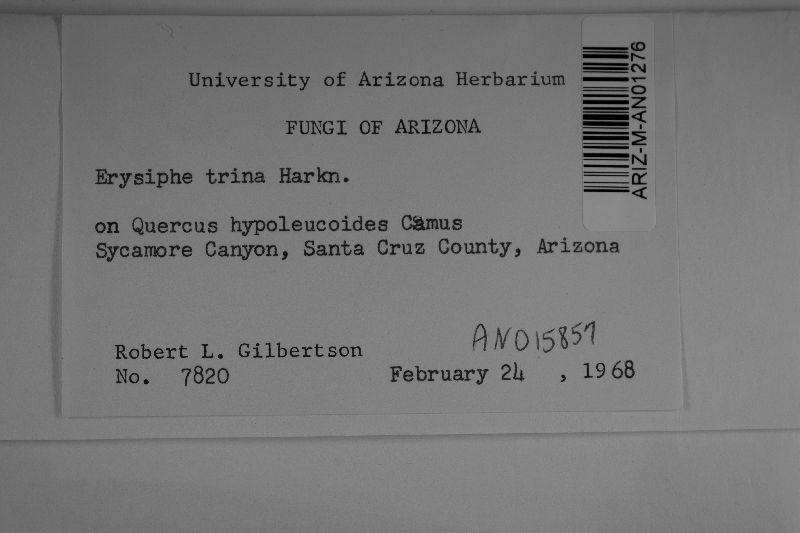 University of Arizona Herbarium
FUNGI OF ARIZONA
Erysiphe trina Harkn.
on Quercus hypoleucoides Camus
Sycamore Canyon, Santa Cruz County, Arizona
Robert L. Gilbertson
No. 7820
AN015857
February 24 , 1968
ARIZ-M-AN01276